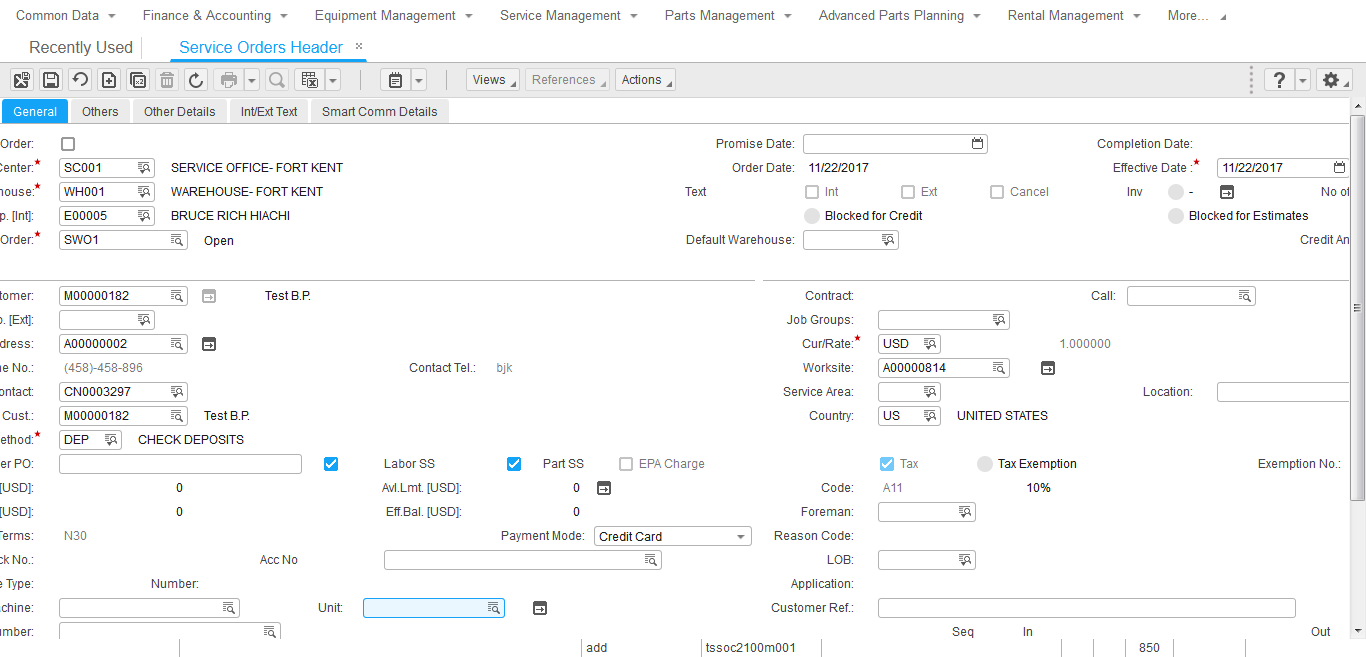 Common Data Finance & Accounting Equipment Management Service Management Parts Management Advanced Parts Planning Rental Management More...
Recently Used Service Orders Header ×
Views References Actions ?
General Others Other Details Int/Ext Text Smart Comm Details
Order: Promise Date: Completion Date:
Center:* SC001 SERVICE OFFICE- FORT KENT Order Date: 11/22/2017 Effective Date :* 11/22/2017
house:* WH001 WAREHOUSE- FORT KENT Text Int Ext Cancel Inv - No of
p. [Int]: E00005 BRUCE RICH HIACHI Blocked for Credit Blocked for Estimates
Order:* SWO1 Open Default Warehouse: Credit An
tomer: M00000182 Test B.P. Contract: Call:
o. [Ext]: Job Groups:
dress: A00000002 Cur/Rate:* USD 1.000000
ne No.: (458)-458-896 Contact Tel.: bjk Worksite: A00000814
ontact: CN0003297 Service Area: Location:
Cust.: M00000182 Test B.P. Country: US UNITED STATES
ethod:* DEP CHECK DEPOSITS
er PO: Labor SS Part SS EPA Charge Tax Tax Exemption Exemption No.:
[USD]: 0 Avl.Lmt. [USD]: 0 Code: A11 10%
[USD]: 0 Eff.Bal. [USD]: 0 Foreman:
Terms: N30 Payment Mode: Credit Card Reason Code:
ck No.: Acc No LOB:
e Type: Number: Application:
chine: Unit: Customer Ref.:
umber: Seq In Out
add tssoc2100m001 850